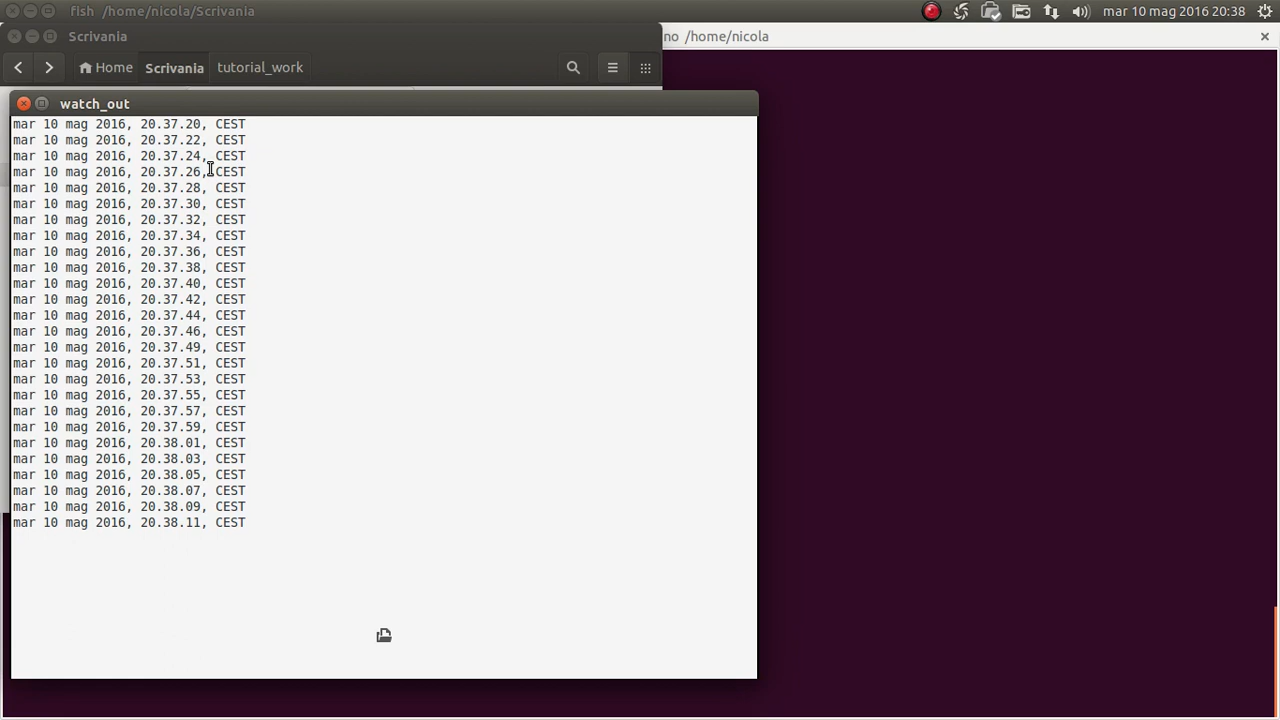 fish /home/nicola/Scrivania
mar 10 mag 2016 20:38
Scrivania
no /home/nicola
Home Scrivania tutorial_work
watch_out
mar 10 mag 2016, 20.37.20, CEST
mar 10 mag 2016, 20.37.22, CEST
mar 10 mag 2016, 20.37.24, CEST
mar 10 mag 2016, 20.37.26, CEST
mar 10 mag 2016, 20.37.28, CEST
mar 10 mag 2016, 20.37.30, CEST
mar 10 mag 2016, 20.37.32, CEST
mar 10 mag 2016, 20.37.34, CEST
mar 10 mag 2016, 20.37.36, CEST
mar 10 mag 2016, 20.37.38, CEST
mar 10 mag 2016, 20.37.40, CEST
mar 10 mag 2016, 20.37.42, CEST
mar 10 mag 2016, 20.37.44, CEST
mar 10 mag 2016, 20.37.46, CEST
mar 10 mag 2016, 20.37.49, CEST
mar 10 mag 2016, 20.37.51, CEST
mar 10 mag 2016, 20.37.53, CEST
mar 10 mag 2016, 20.37.55, CEST
mar 10 mag 2016, 20.37.57, CEST
mar 10 mag 2016, 20.37.59, CEST
mar 10 mag 2016, 20.38.01, CEST
mar 10 mag 2016, 20.38.03, CEST
mar 10 mag 2016, 20.38.05, CEST
mar 10 mag 2016, 20.38.07, CEST
mar 10 mag 2016, 20.38.09, CEST
mar 10 mag 2016, 20.38.11, CEST